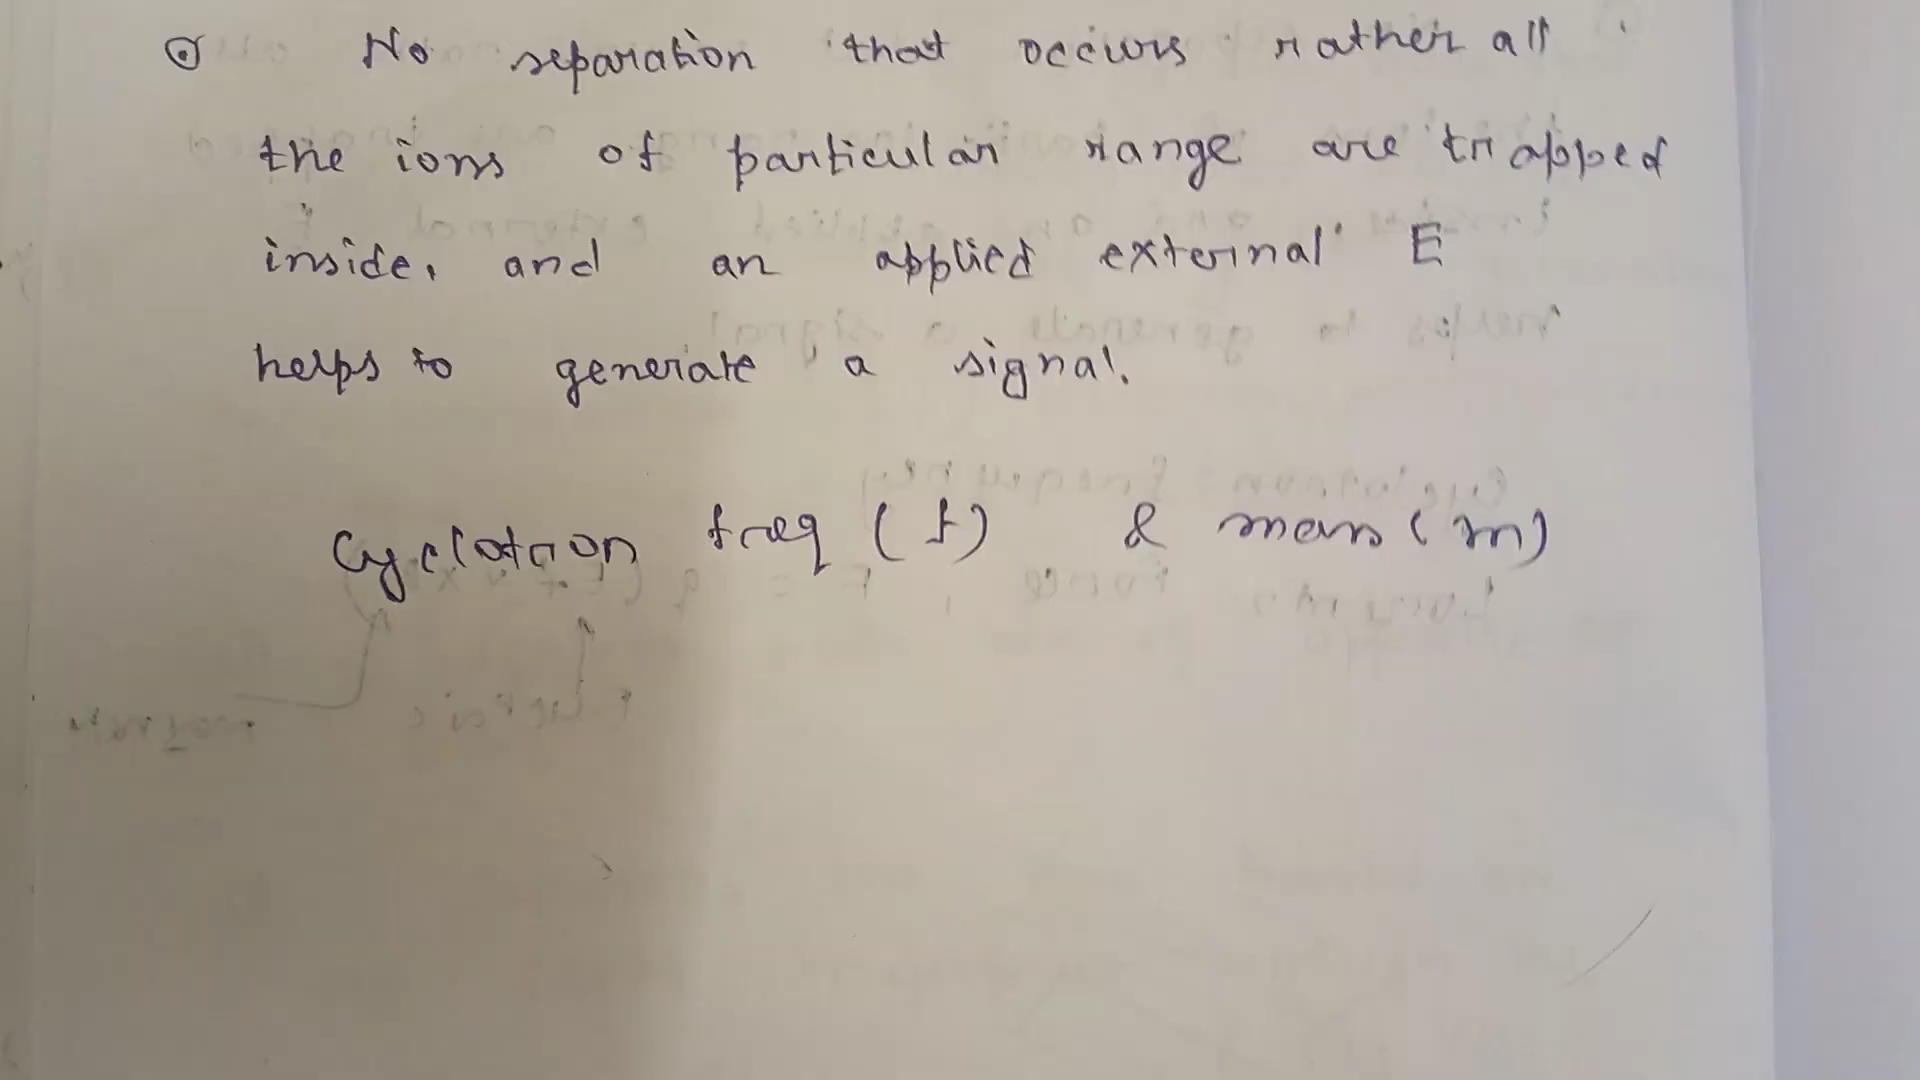 No separation that occurs rather all
the ions of particular range are trapped
inside, and an applied external E
helps to generate a signal.
Cyclotron freq (f) & mass (m)